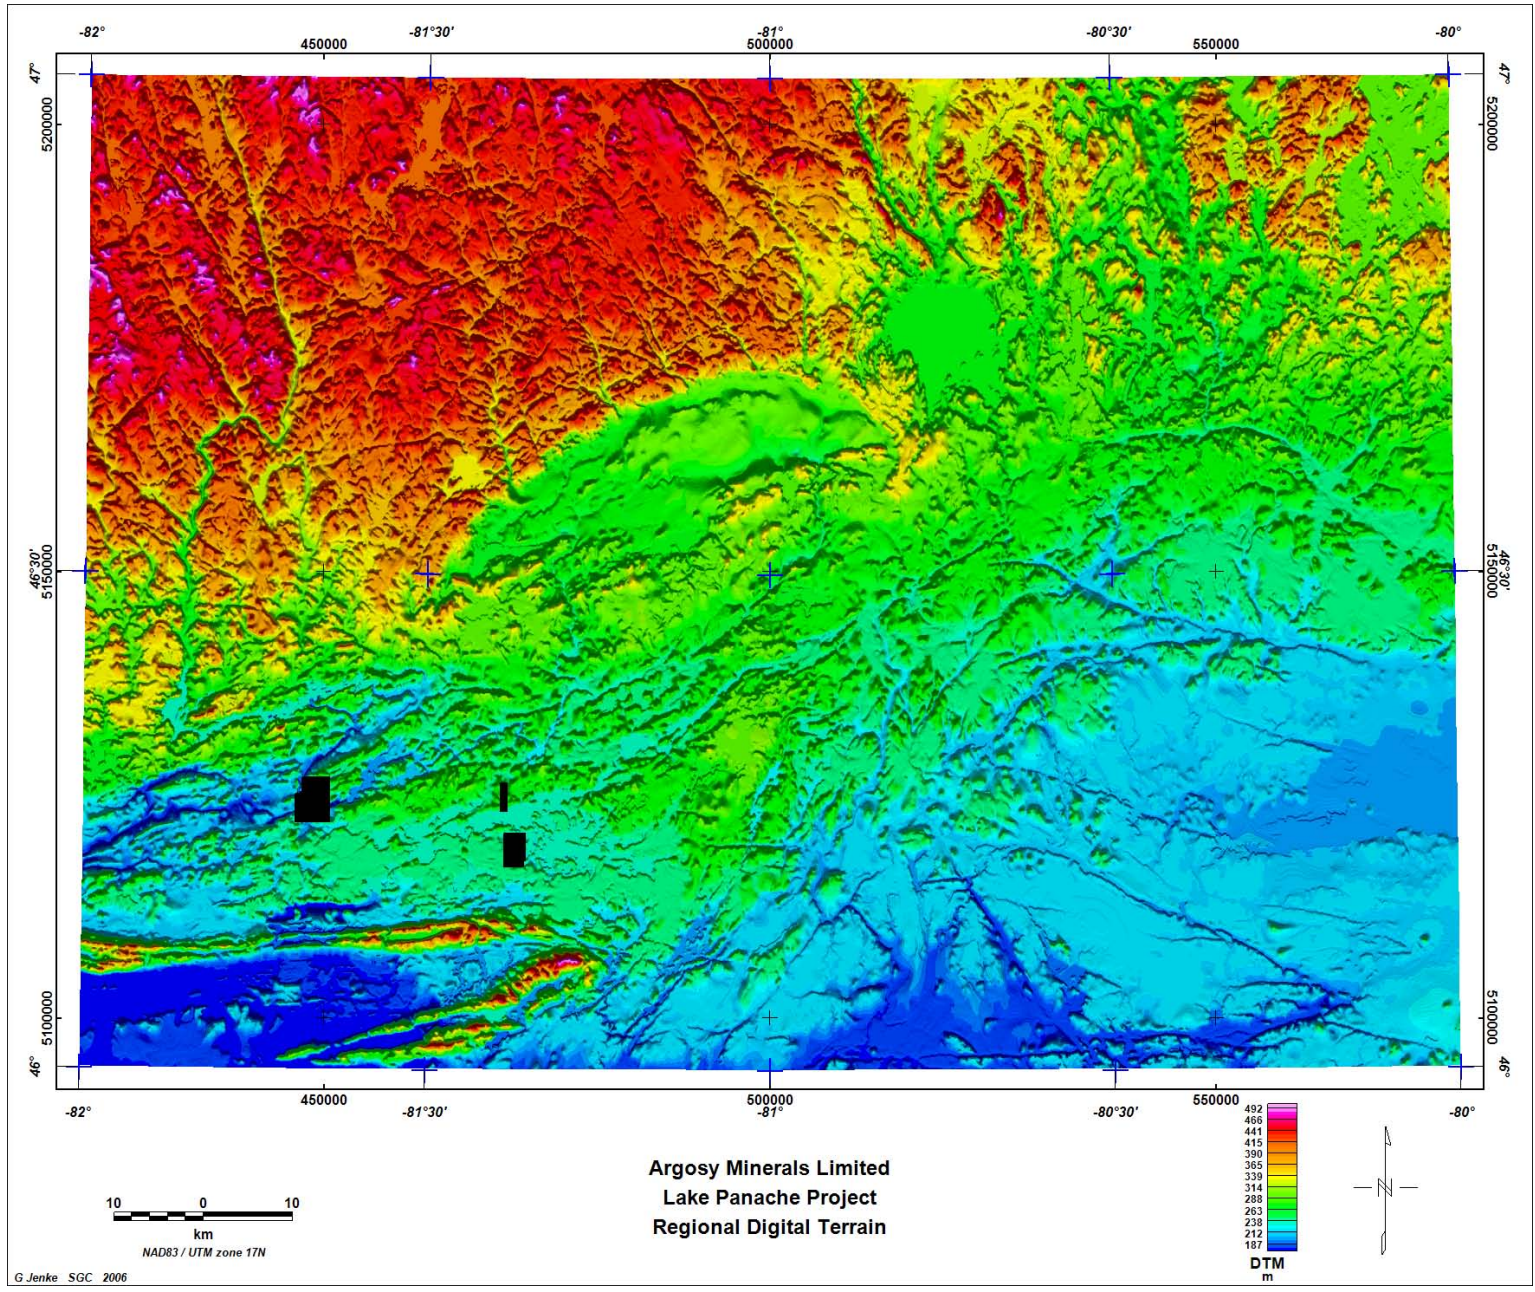 -82° -81°30' -81° -80°30' -80°
450000 500000 550000
47° 47°
5200000 5200000
46°30' 46°30'
5150000 5150000
5100000 5100000
46° 46°
450000 500000 550000
-82° -81°30' -81° -80°30' -80°
Argosy Minerals Limited
Lake Panache Project
Regional Digital Terrain
10 0 10
km
NAD83 / UTM zone 17N
G Jenke SGC 2006
492
466
441
415
390
365
339
314
288
263
238
212
187
DTM
m
N